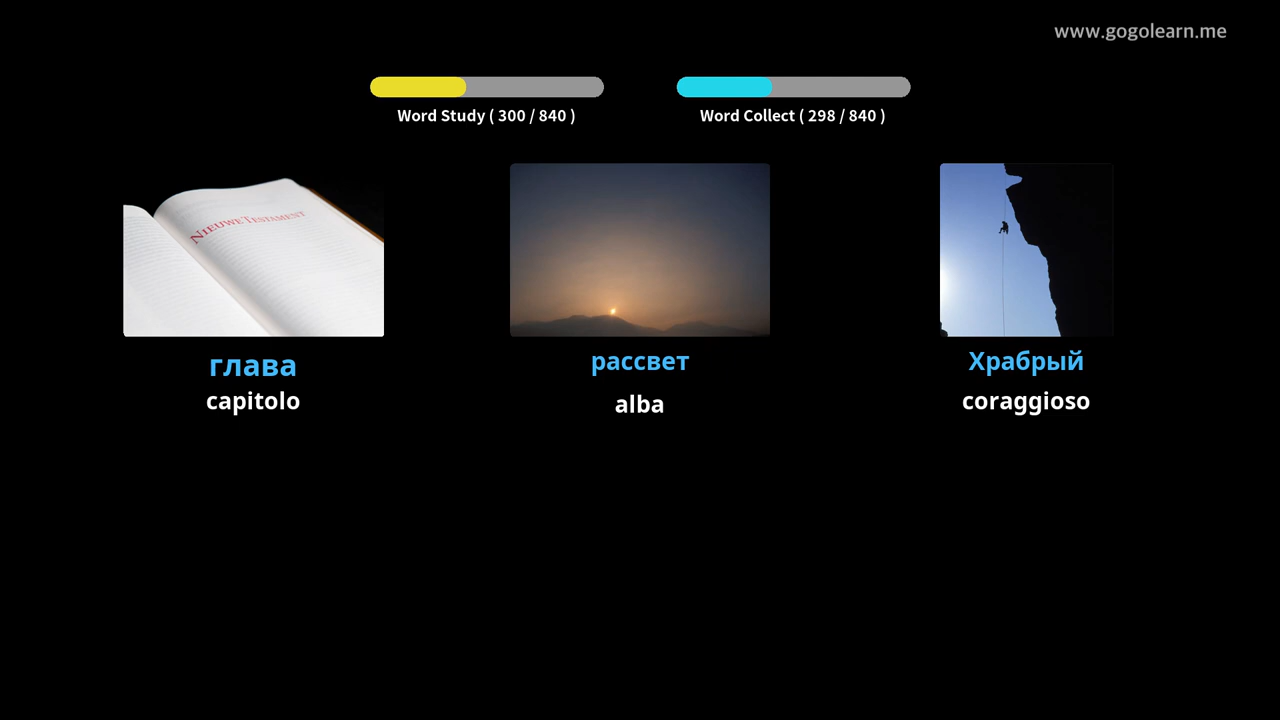 www.gogolearn.me
Word Study ( 300 / 840 )
Word Collect ( 298 / 840 )
NIEUWE TESTAMENT
глава
capitolo
рассвет
alba
Храбрый
coraggioso